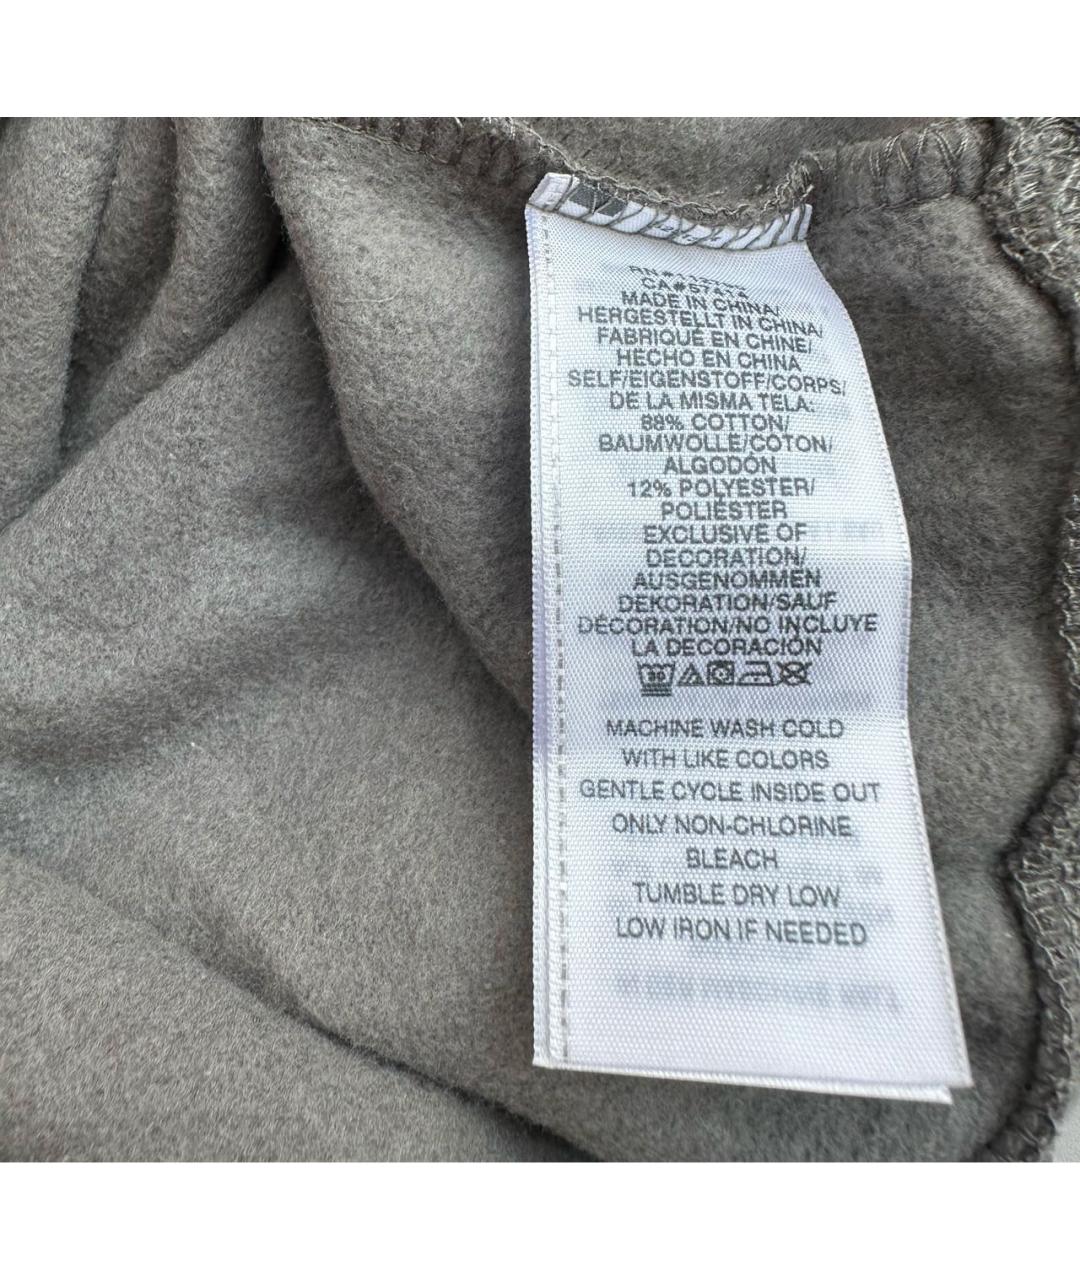 MADE IN CHINA/
HERGESTELLT IN CHINA/
FABRIQUÉ EN CHINE/
HECHO EN CHINA
SELF/EIGENSTOFF/CORPS/
DE LA MISMA TELA:
88% COTTON/
BAUMWOLLE/COTON/
ALGODÓN
12% POLYESTER/
POLIÉSTER
EXCLUSIVE OF
DECORATION/
AUSGENOMMEN
DEKORATION/SAUF
DÉCORATION/NO INCLUYE
LA DECORACIÓN
30
MACHINE WASH COLD
WITH LIKE COLORS
GENTLE CYCLE INSIDE OUT
ONLY NON-CHLORINE
BLEACH
TUMBLE DRY LOW
LOW IRON IF NEEDED